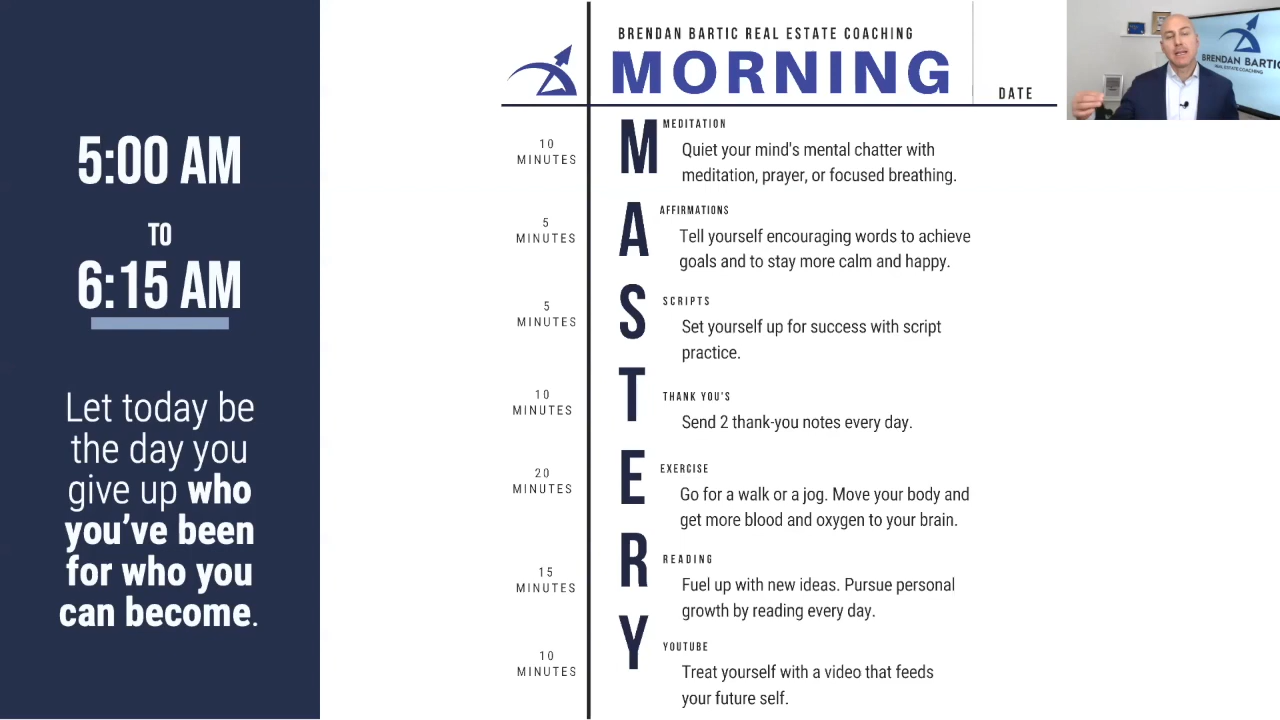 5:00 AM
TO
6:15 AM
Let today be
the day you
give up who
you've been
for who you
can become.
BRENDAN BARTIC REAL ESTATE COACHING
MORNING
DATE
10
MINUTES
M
MEDITATION
Quiet your mind's mental chatter with
meditation, prayer, or focused breathing.
5
MINUTES
A
AFFIRMATIONS
Tell yourself encouraging words to achieve
goals and to stay more calm and happy.
5
MINUTES
S
SCRIPTS
Set yourself up for success with script
practice.
10
MINUTES
T
THANK YOU'S
Send 2 thank-you notes every day.
20
MINUTES
E
EXERCISE
Go for a walk or a jog. Move your body and
get more blood and oxygen to your brain.
15
MINUTES
R
READING
Fuel up with new ideas. Pursue personal
growth by reading every day.
10
MINUTES
Y
YOUTUBE
Treat yourself with a video that feeds
your future self.
BRENDAN BARTIC
REAL ESTATE COACHING